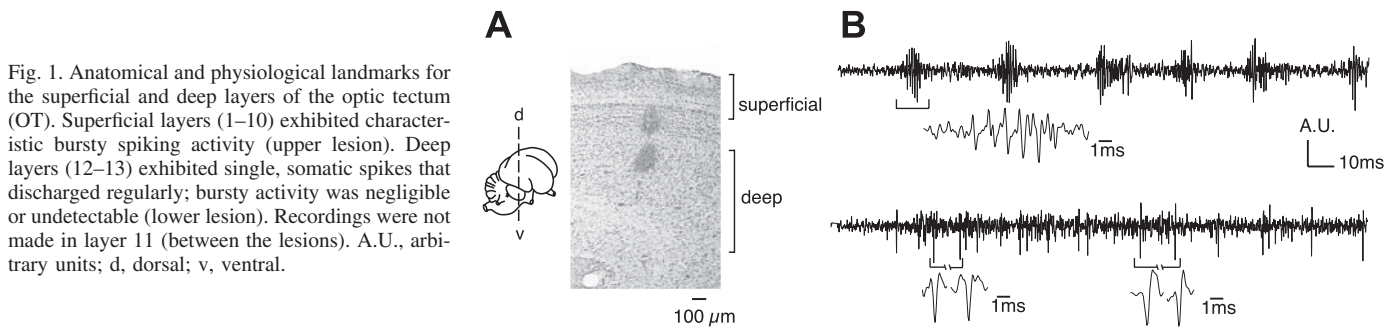 Fig. 1. Anatomical and physiological landmarks for
the superficial and deep layers of the optic tectum
(OT). Superficial layers (1–10) exhibited character-
istic bursty spiking activity (upper lesion). Deep
layers (12–13) exhibited single, somatic spikes that
discharged regularly; bursty activity was negligible
or undetectable (lower lesion). Recordings were not
made in layer 11 (between the lesions). A.U., arbi-
trary units; d, dorsal; v, ventral.
A
d
v
superficial
deep
100 µm
B
1ms
A.U.
10ms
1ms
1ms